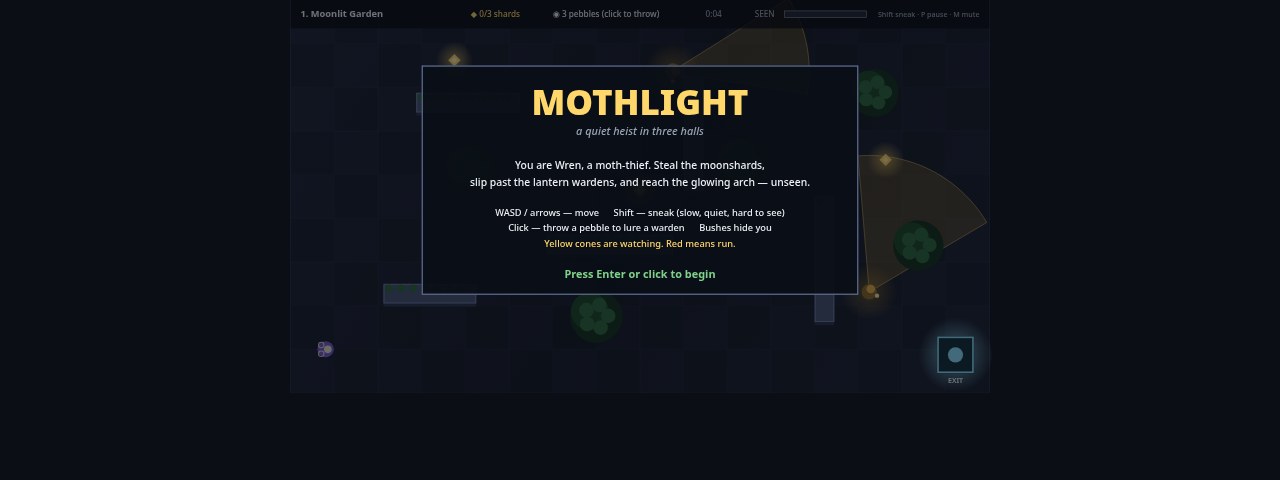 1. Moonlit Garden
◆ 0/3 shards
◉ 3 pebbles (click to throw)
0:04
SEEN
Shift sneak · P pause · M mute
MOTHLIGHT
a quiet heist in three halls
You are Wren, a moth-thief. Steal the moonshards,
slip past the lantern wardens, and reach the glowing arch — unseen.
WASD / arrows — move Shift — sneak (slow, quiet, hard to see)
Click — throw a pebble to lure a warden Bushes hide you
Yellow cones are watching. Red means run.
Press Enter or click to begin
EXIT